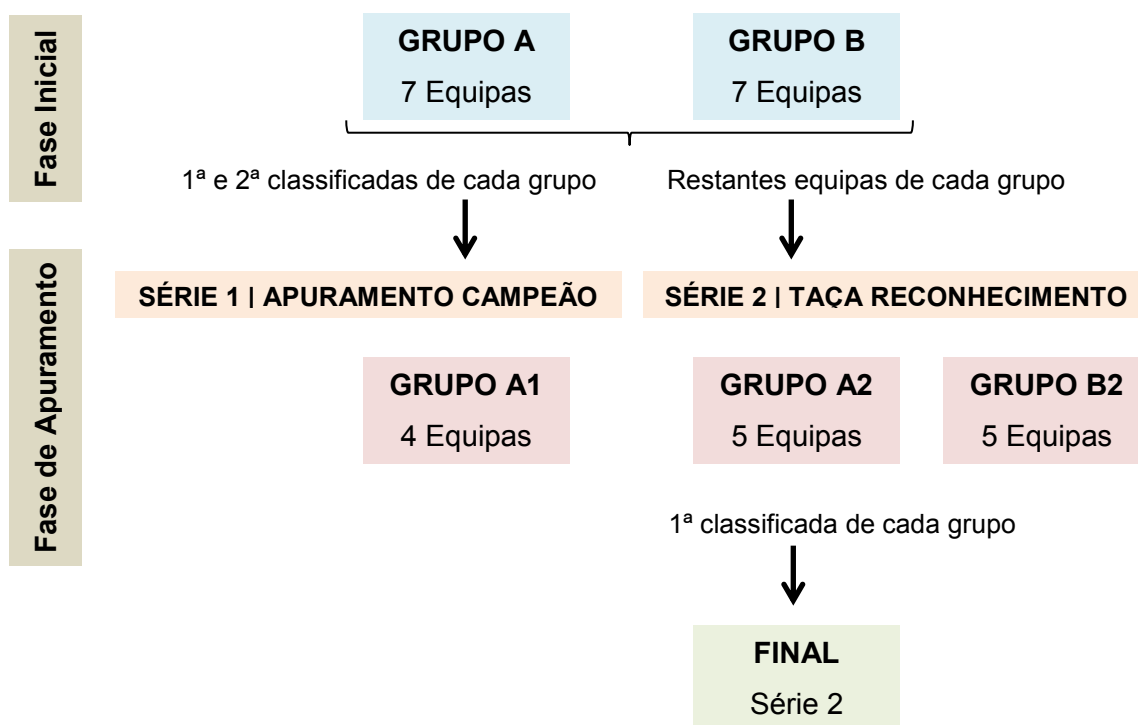 Fase Inicial
GRUPO A
7 Equipas
GRUPO B
7 Equipas
1ª e 2ª classificadas de cada grupo
Restantes equipas de cada grupo
Fase de Apuramento
SÉRIE 1 | APURAMENTO CAMPEÃO
SÉRIE 2 | TAÇA RECONHECIMENTO
GRUPO A1
4 Equipas
GRUPO A2
5 Equipas
GRUPO B2
5 Equipas
1ª classificada de cada grupo
FINAL
Série 2